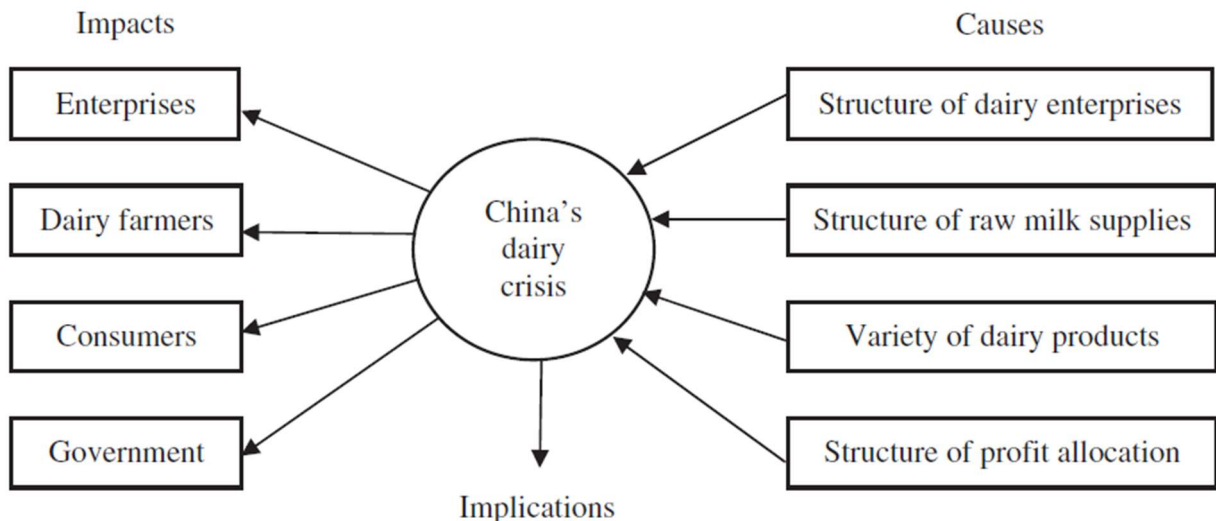 Impacts
Causes
Enterprises
Structure of dairy enterprises
Dairy farmers
China's
dairy
crisis
Structure of raw milk supplies
Consumers
Variety of dairy products
Government
Structure of profit allocation
Implications